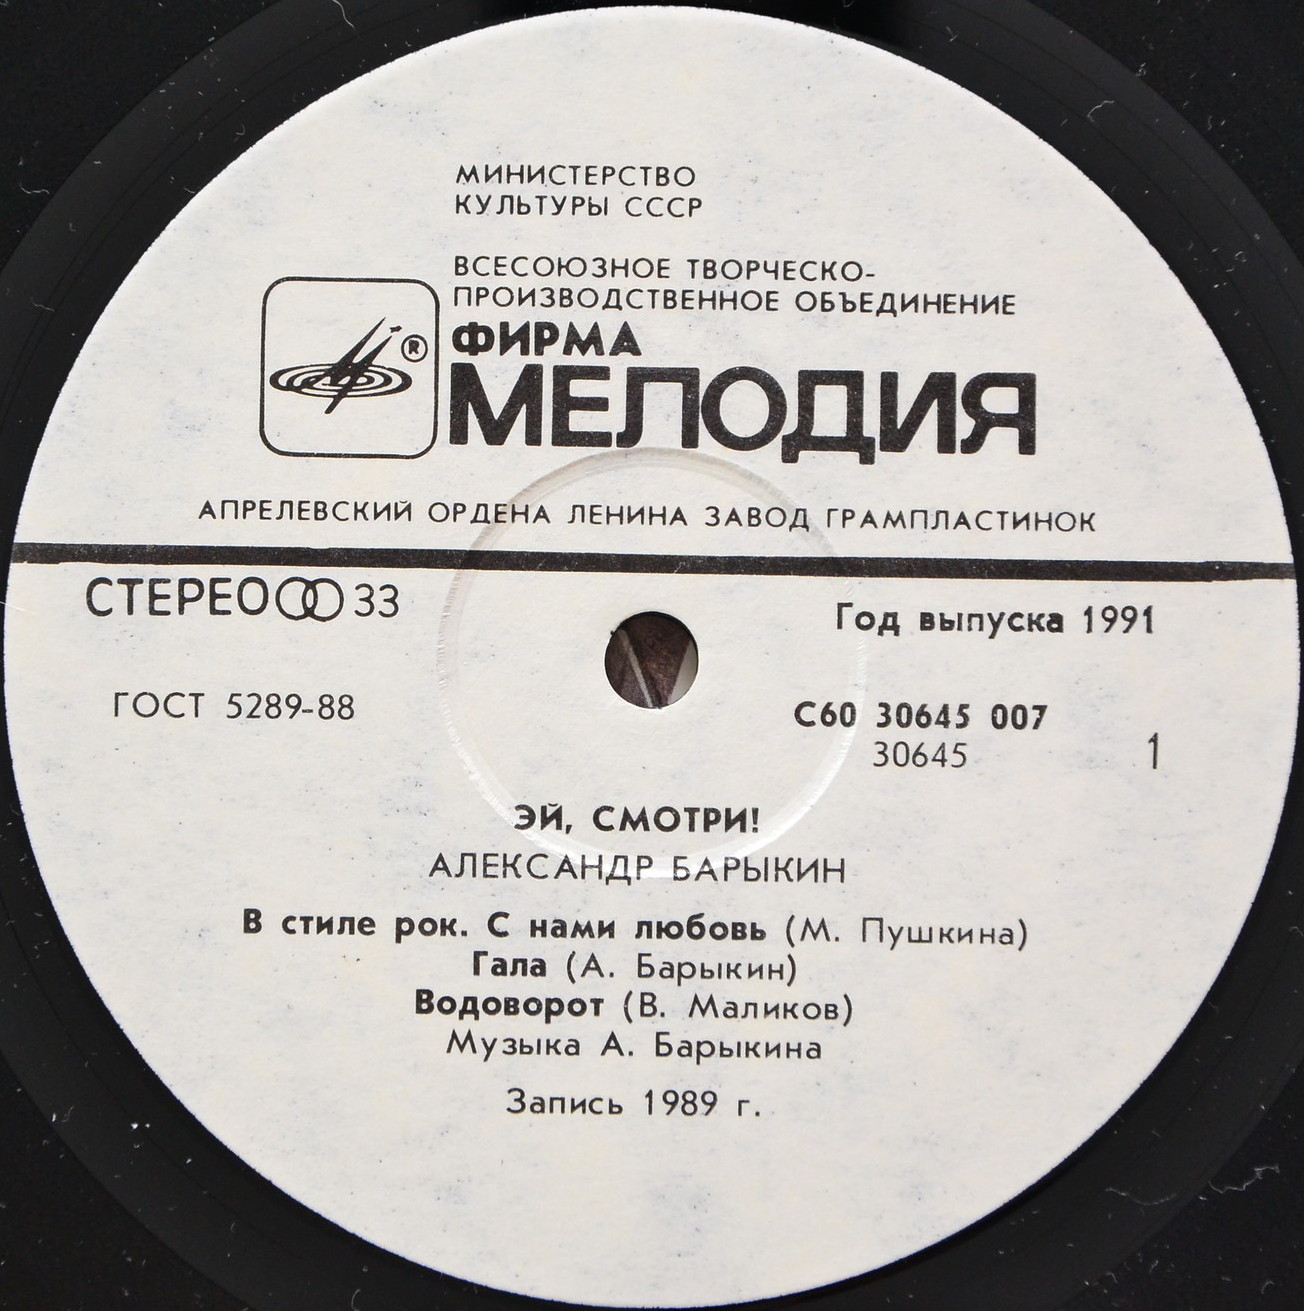 МИНИСТЕРСТВО
КУЛЬТУРЫ СССР
ВСЕСОЮЗНОЕ ТВОРЧЕСКО-
ПРОИЗВОДСТВЕННОЕ ОБЪЕДИНЕНИЕ
ФИРМА
®
МЕЛОДИЯ
АПРЕЛЕВСКИЙ ОРДЕНА ЛЕНИНА ЗАВОД ГРАМПЛАСТИНОК
СТЕРЕО 33
Год выпуска 1991
ГОСТ 5289-88
С60 30645 007
30645
1
ЭЙ, СМОТРИ!
АЛЕКСАНДР БАРЫКИН
В стиле рок. С нами любовь (М. Пушкина)
Гала (А. Барыкин)
Водоворот (В. Маликов)
Музыка А. Барыкина
Запись 1989 г.